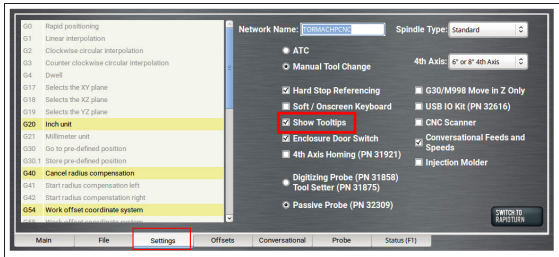 G0 Rapid positioning
G1 Linear interpolation
G2 Clockwise circular interpolation
G3 Counter clockwise circular interpolation
G4 Dwell
G17 Selects the XY plane
G18 Selects the XZ plane
G19 Selects the YZ plane
G20 Inch unit
G21 Millimeter unit
G30 Go to pre-defined position
G30.1 Store pre-defined position
G40 Cancel radius compensation
G41 Start radius compensation left
G42 Start radius compenstation right
G54 Work offset coordinate system
Network Name: TORMACHPCNC
Spindle Type: Standard
ATC
Manual Tool Change
4th Axis: 6" or 8" 4th Axis
Hard Stop Referencing
Soft / Onscreen Keyboard
Show Tooltips
Enclosure Door Switch
4th Axis Homing (PN 31921)
Digitizing Probe (PN 31858)
Tool Setter (PN 31875)
Passive Probe (PN 32309)
G30/M998 Move in Z Only
USB IO Kit (PN 32616)
CNC Scanner
Conversational Feeds and
Speeds
Injection Molder
SWITCH TO
RAPIDTURN
Main File Settings Offsets Conversational Probe Status (F1)